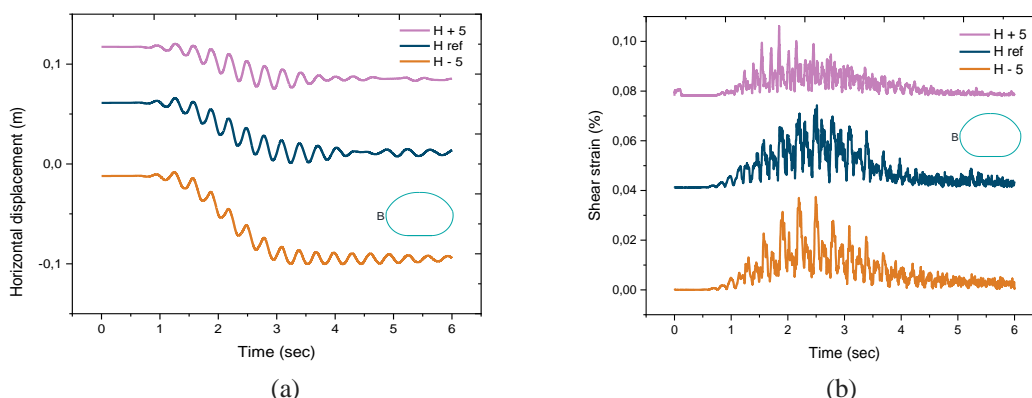 H + 5
H ref
H - 5
0,1
0,0
-0,1
Horizontal displacement (m)
B
0 1 2 3 4 5 6
Time (sec)
(a)
H + 5
H ref
H - 5
0,10
0,08
0,06
0,04
0,02
0,00
Shear strain (%)
B
0 1 2 3 4 5 6
Time (sec)
(b)